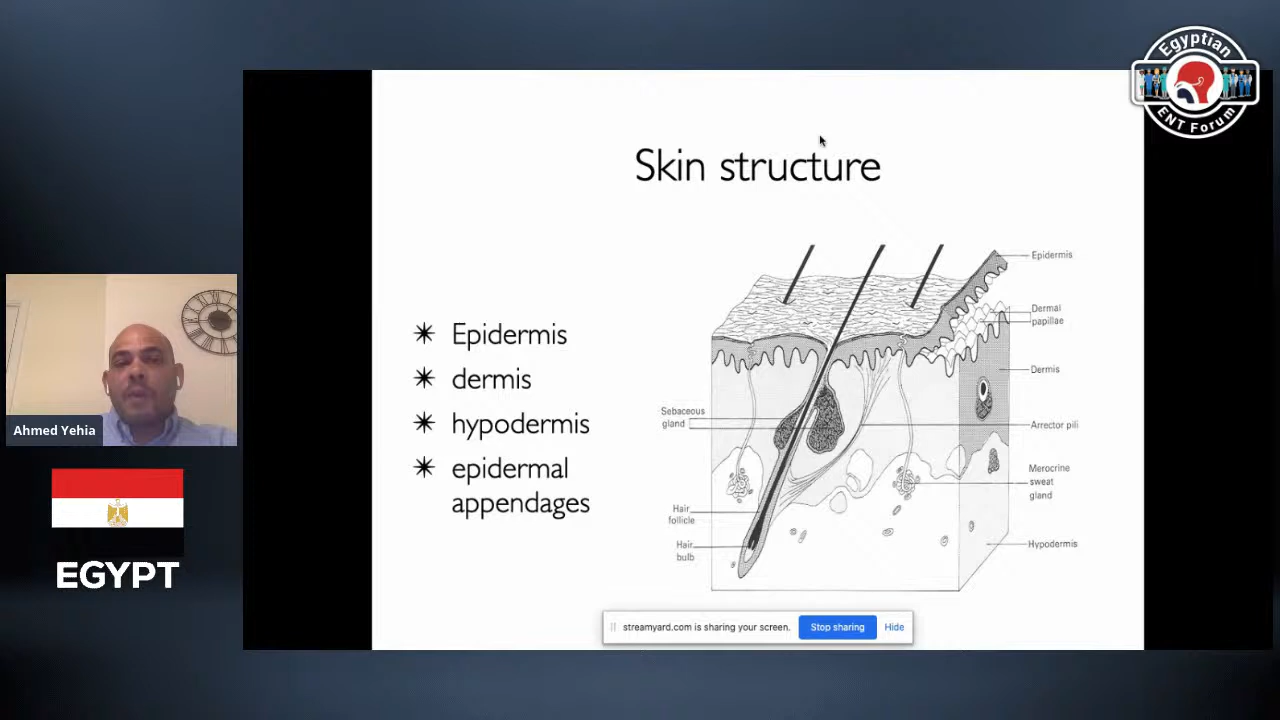 Egyptian
ENT Forum
Skin structure
Epidermis
dermis
hypodermis
epidermal
appendages
Epidermis
Dermal
papillae
Dermis
Sebaceous
gland
Arrector pili
Merocrine
sweat
gland
Hair
follicle
Hair
bulb
Hypodermis
Ahmed Yehia
EGYPT
streamyard.com is sharing your screen.
Stop sharing
Hide